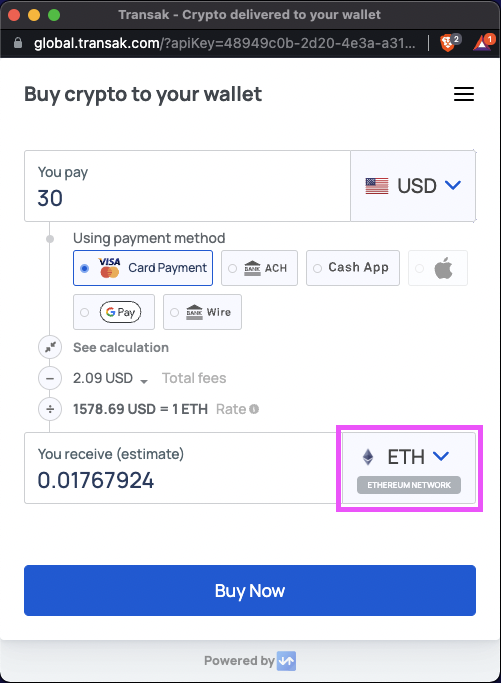 Transak - Crypto delivered to your wallet
global.transak.com/?apiKey=48949c0b-2d20-4e3a-a31...
2
1
Buy crypto to your wallet
You pay
30
USD
Using payment method
VISA Card Payment
BANK ACH
Cash App
G Pay
BANK Wire
See calculation
2.09 USD Total fees
1578.69 USD = 1 ETH Rate
You receive (estimate)
0.01767924
ETH
ETHEREUM NETWORK
Buy Now
Powered by